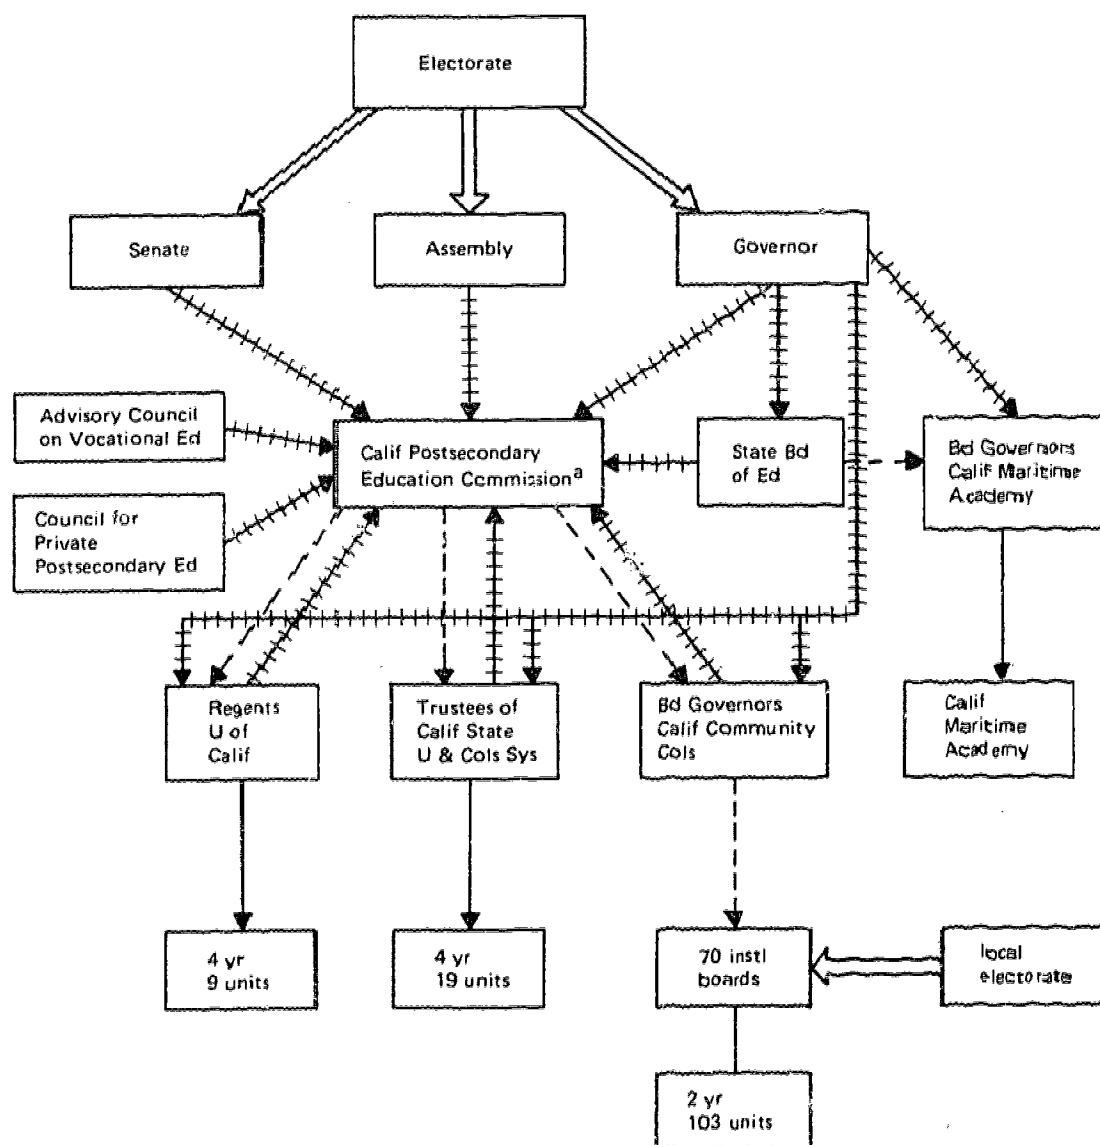 Electorate
Senate
Assembly
Governor
Advisory Council
on Vocational Ed
Calif Postsecondary
Education Commissionᵃ
State Bd
of Ed
Bd Governors
Calif Maritime
Academy
Council for
Private
Postsecondary Ed
Regents
U of
Calif
Trustees of
Calif State
U & Cols Sys
Bd Governors
Calif Community
Cols
Calif
Maritime
Academy
4 yr
9 units
4 yr
19 units
70 instl
boards
local
electorate
2 yr
103 units